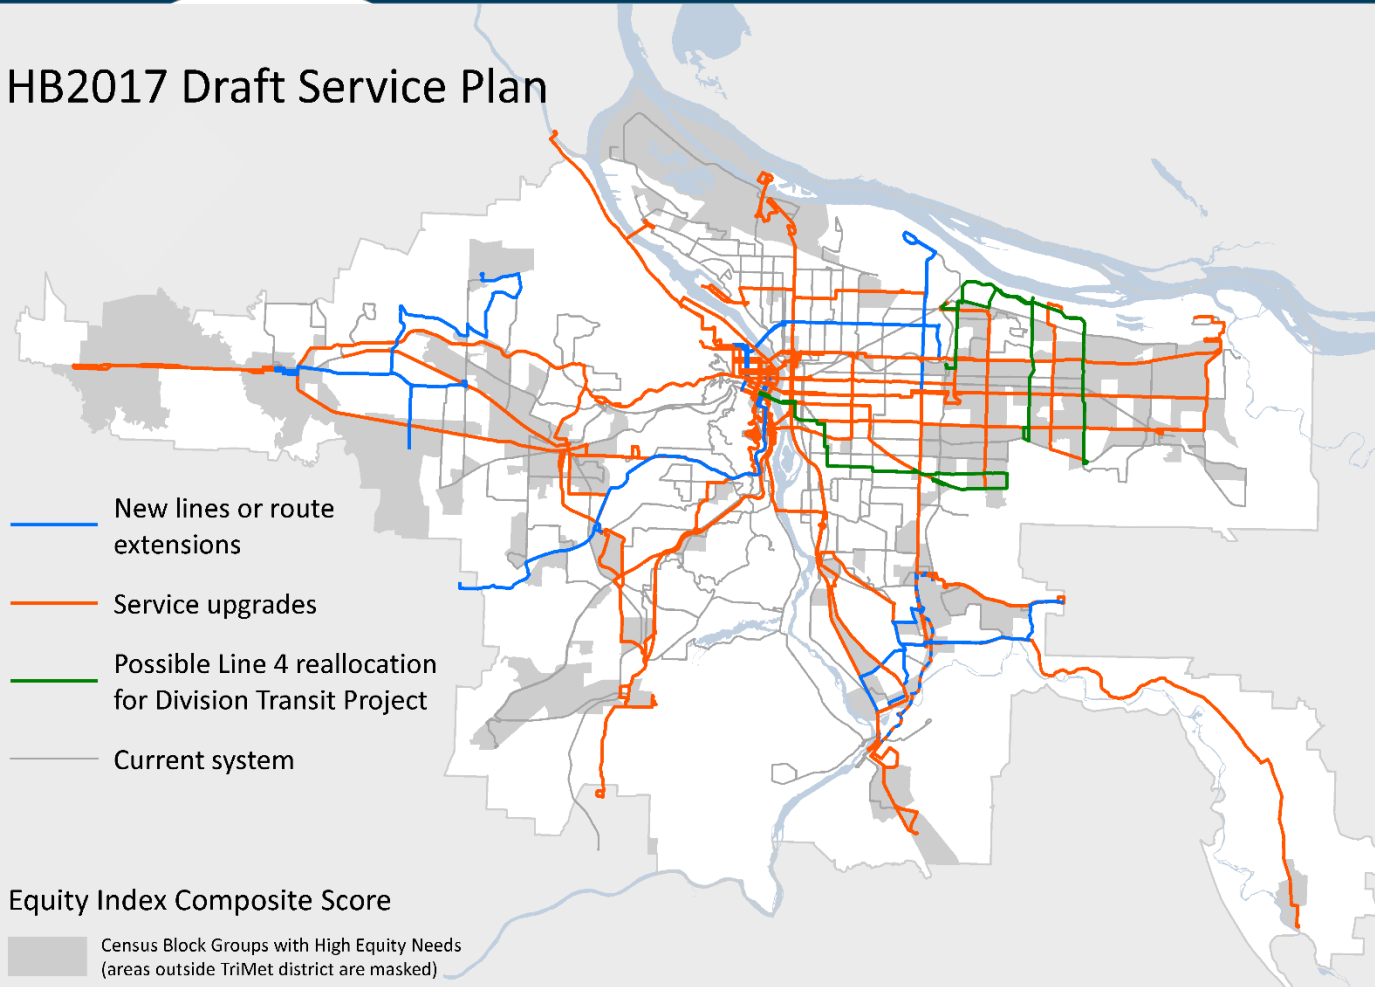 HB2017 Draft Service Plan
New lines or route
extensions
Service upgrades
Possible Line 4 reallocation
for Division Transit Project
Current system
Equity Index Composite Score
Census Block Groups with High Equity Needs
(areas outside TriMet district are masked)